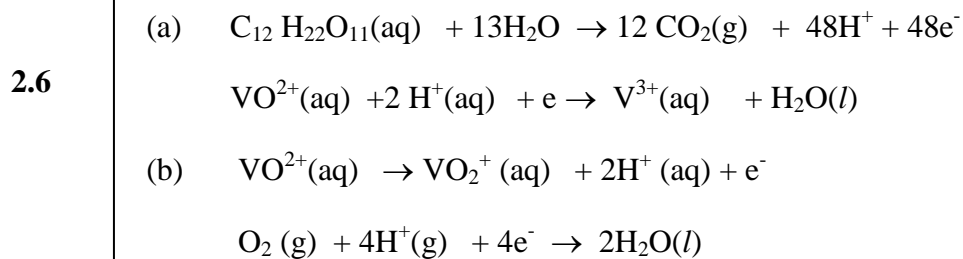 (a) C₁₂ H₂₂O₁₁(aq) + 13H₂O → 12 CO₂(g) + 48H⁺ + 48e⁻
2.6
VO²⁺(aq) +2 H⁺(aq) + e → V³⁺(aq) + H₂O(l)
(b) VO²⁺(aq) → VO₂⁺ (aq) + 2H⁺ (aq) + e⁻
O₂ (g) + 4H⁺(g) + 4e⁻ → 2H₂O(l)